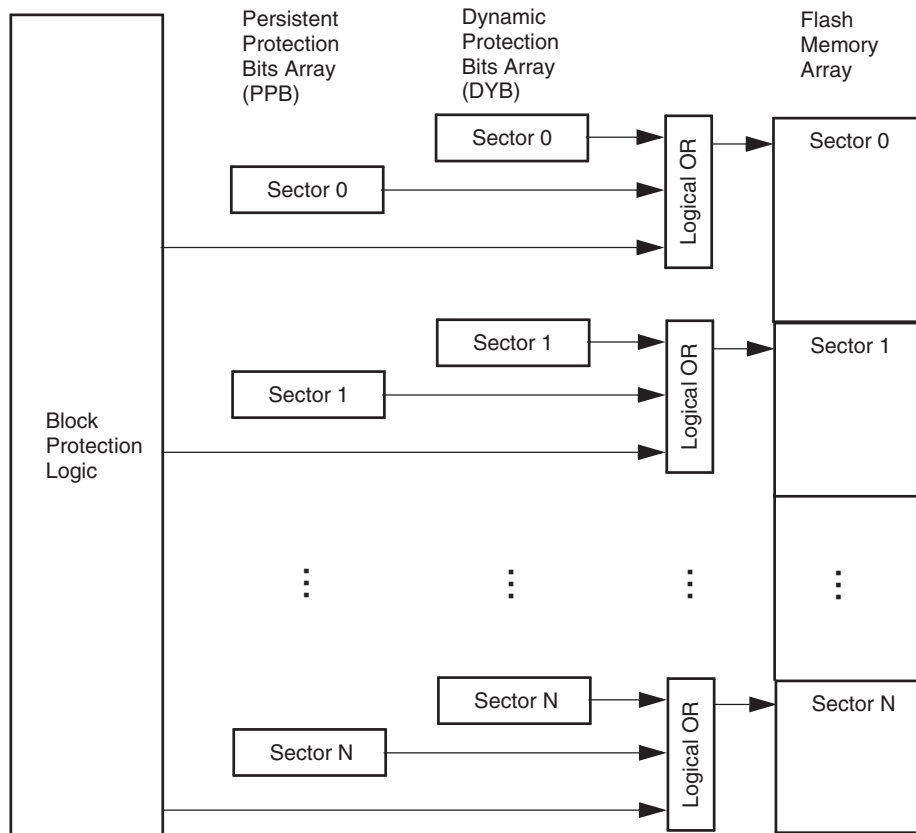 Persistent
Protection
Bits Array
(PPB)
Dynamic
Protection
Bits Array
(DYB)
Flash
Memory
Array
Sector 0
Sector 0
Logical OR
Sector 0
Sector 1
Sector 1
Logical OR
Sector 1
Block
Protection
Logic
Sector N
Sector N
Logical OR
Sector N